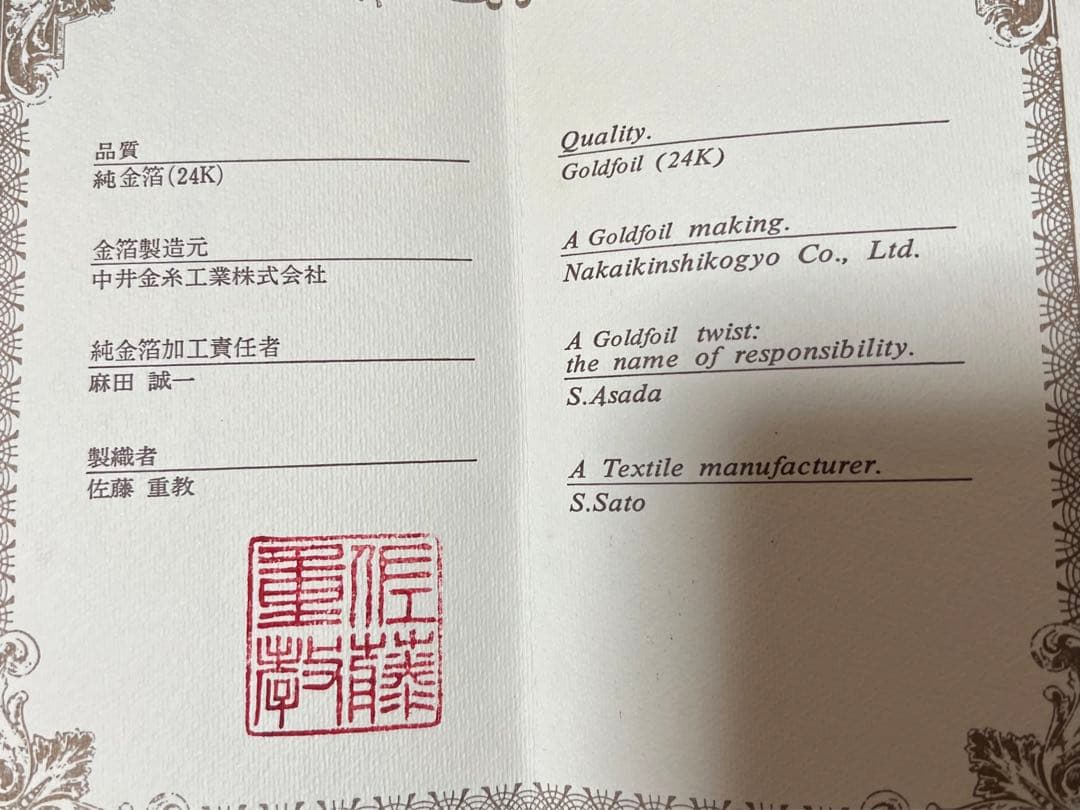 品質
純金箔(24K)
金箔製造元
中井金糸工業株式会社
純金箔加工責任者
麻田 誠一
製織者
佐藤 重教
佐藤
重教
Quality.
Goldfoil (24K)
A Goldfoil making.
Nakaikinshikogyo Co., Ltd.
A Goldfoil twist:
the name of responsibility.
S.Asada
A Textile manufacturer.
S.Sato